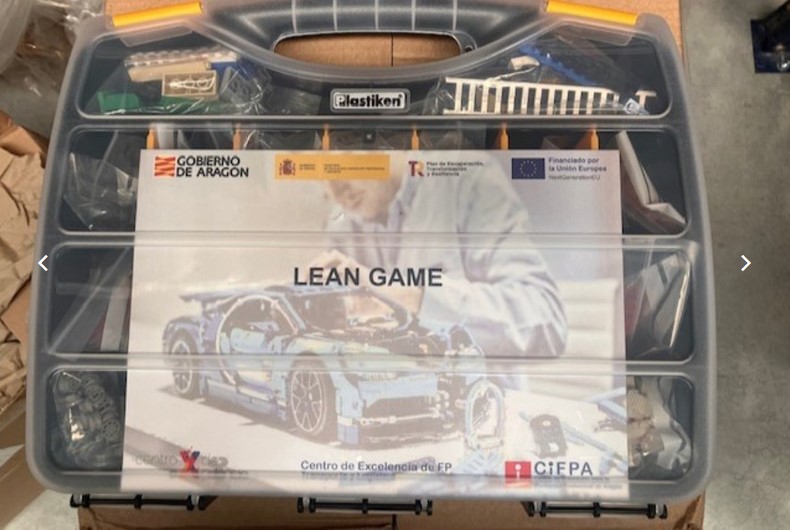 Plastiken
GOBIERNO
DE ARAGON
Plan de Recuperación,
Transformación
y Resiliencia
Financiado por
la Unión Europea
NextGenerationEU
LEAN GAME
centro
Centro de Excelencia de FP
CiFPA